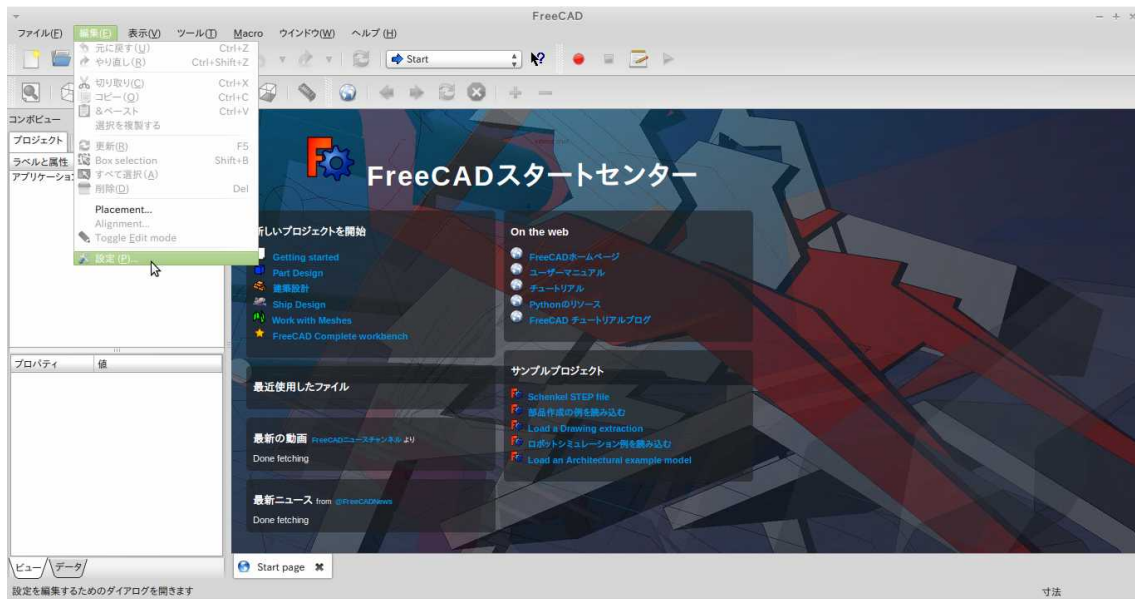 FreeCAD
ファイル(F) 編集(E) 表示(V) ツール(T) Macro ウインドウ(W) ヘルプ(H)
元に戻す(U) Ctrl+Z
やり直し(R) Ctrl+Shift+Z
切り取り(C) Ctrl+X
コピー(O) Ctrl+C
&ペースト Ctrl+V
選択を複製する
更新(R) F5
Box selection Shift+B
すべて選択(A)
削除(D) Del
Placement...
Alignment...
Toggle Edit mode
設定(P)...
Start
コンボビュー
プロジェクト
ラベルと属性
アプリケーション
プロパティ 値
ビュー データ
FreeCADスタートセンター
しいプロジェクトを開始
Getting started
Part Design
建築設計
Ship Design
Work with Meshes
FreeCAD Complete workbench
最近使用したファイル
最新の動画 FreeCADニュースチャンネル より
Done fetching
最新ニュース from @FreeCADNews
Done fetching
On the web
FreeCADホームページ
ユーザーマニュアル
チュートリアル
Pythonのリソース
FreeCAD チュートリアルブログ
サンプルプロジェクト
Schenkel STEP file
部品作成の例を読み込む
Load a Drawing extraction
ロボットシミュレーション例を読み込む
Load an Architectural example model
Start page
設定を編集するためのダイアログを開きます
寸法